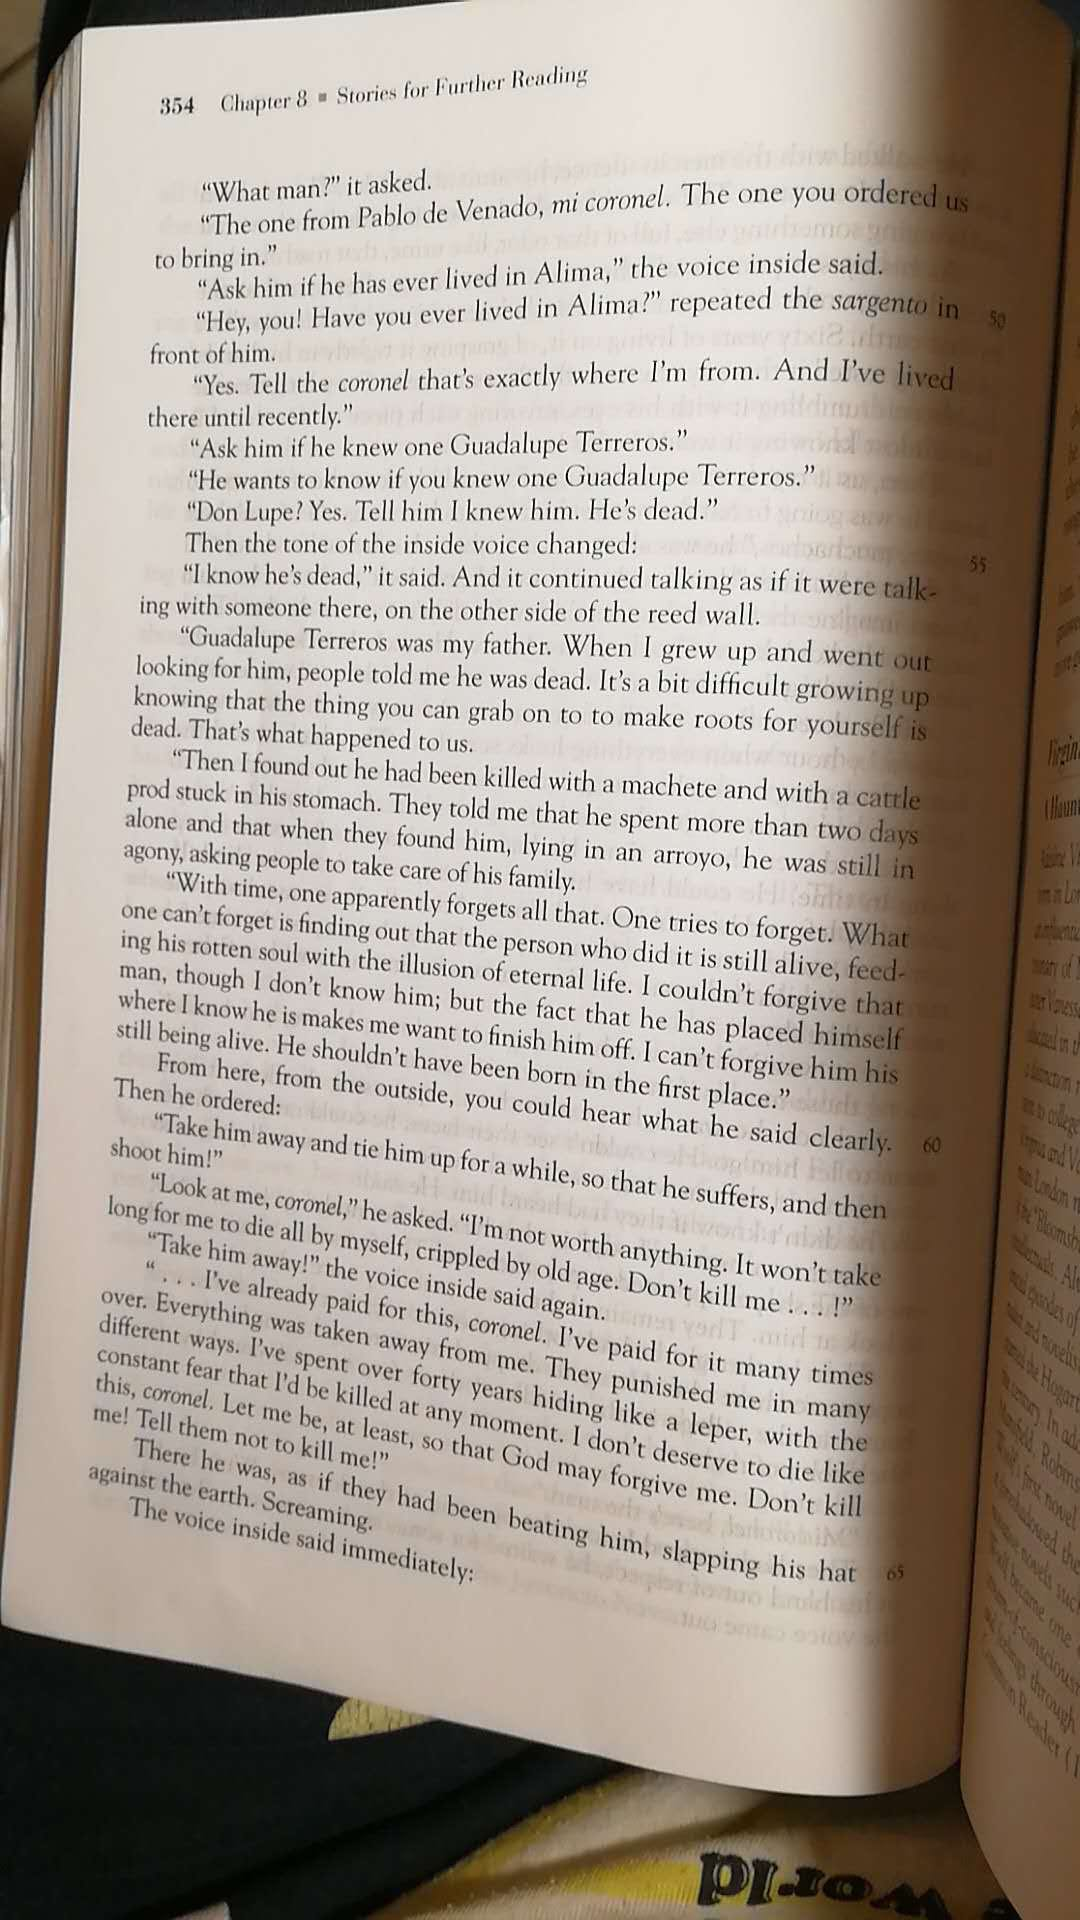 354 Chapter 8 ▪ Stories for Further Reading
“What man?” it asked.
“The one from Pablo de Venado, mi coronel. The one you ordered us
to bring in.”
“Ask him if he has ever lived in Alima,” the voice inside said.
“Hey, you! Have you ever lived in Alima?” repeated the sargento in 50
front of him.
“Yes. Tell the coronel that’s exactly where I’m from. And I’ve lived
there until recently.”
“Ask him if he knew one Guadalupe Terreros.”
“He wants to know if you knew one Guadalupe Terreros.”
“Don Lupe? Yes. Tell him I knew him. He’s dead.”
Then the tone of the inside voice changed: 55
“I know he’s dead,” it said. And it continued talking as if it were talk-
ing with someone there, on the other side of the reed wall.
“Guadalupe Terreros was my father. When I grew up and went out
looking for him, people told me he was dead. It’s a bit difficult growing up
knowing that the thing you can grab on to to make roots for yourself is
dead. That’s what happened to us.
“Then I found out he had been killed with a machete and with a cattle
prod stuck in his stomach. They told me that he spent more than two days
alone and that when they found him, lying in an arroyo, he was still in
agony, asking people to take care of his family.
“With time, one apparently forgets all that. One tries to forget. What
one can’t forget is finding out that the person who did it is still alive, feed-
ing his rotten soul with the illusion of eternal life. I couldn’t forgive that
man, though I don’t know him; but the fact that he has placed himself
where I know he is makes me want to finish him off. I can’t forgive him his
still being alive. He shouldn’t have been born in the first place.”
From here, from the outside, you could hear what he said clearly. 60
Then he ordered:
“Take him away and tie him up for a while, so that he suffers, and then
shoot him!”
“Look at me, coronel,” he asked. “I’m not worth anything. It won’t take
long for me to die all by myself, crippled by old age. Don’t kill me . . . !”
“Take him away!” the voice inside said again.
“ . . . I’ve already paid for this, coronel. I’ve paid for it many times
over. Everything was taken away from me. They punished me in many
different ways. I’ve spent over forty years hiding like a leper, with the
constant fear that I’d be killed at any moment. I don’t deserve to die like
this, coronel. Let me be, at least, so that God may forgive me. Don’t kill
me! Tell them not to kill me!”
There he was, as if they had been beating him, slapping his hat 65
against the earth. Screaming.
The voice inside said immediately:
world